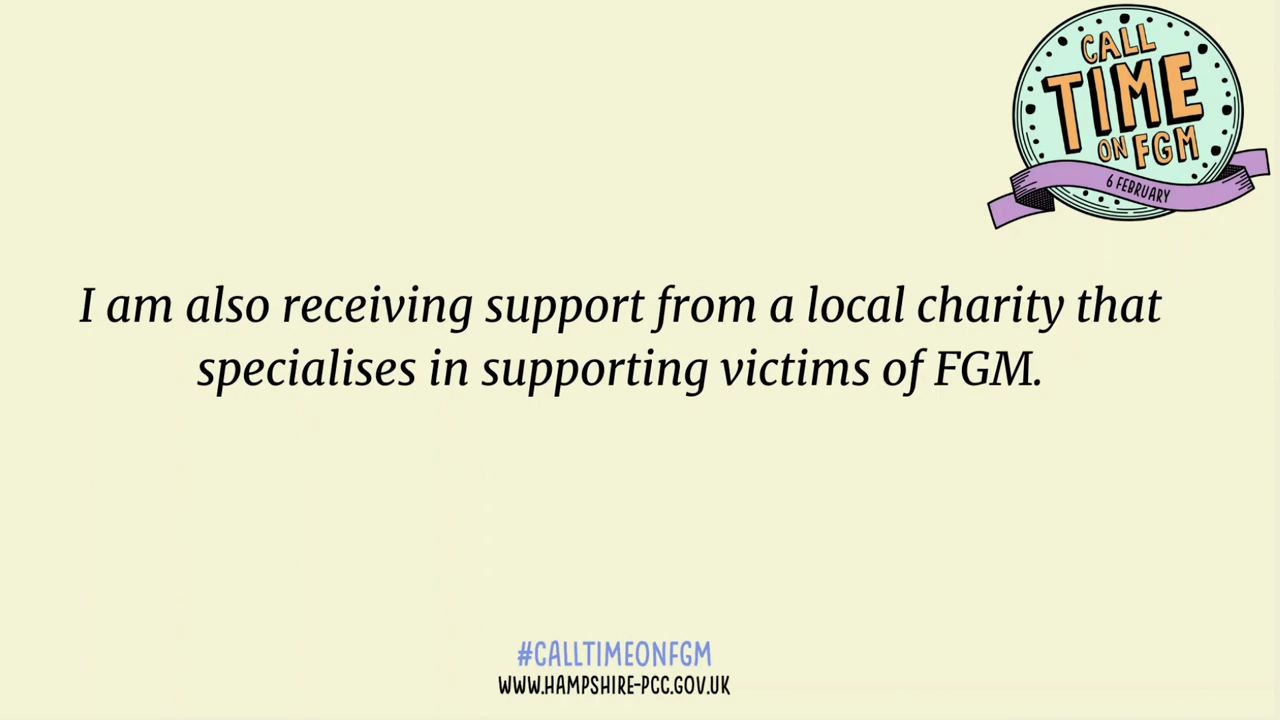 CALL
TIME
ON FGM
6 FEBRUARY
I am also receiving support from a local charity that
specialises in supporting victims of FGM.
#CALLTIMEONFGM
WWW.HAMPSHIRE-PCC.GOV.UK